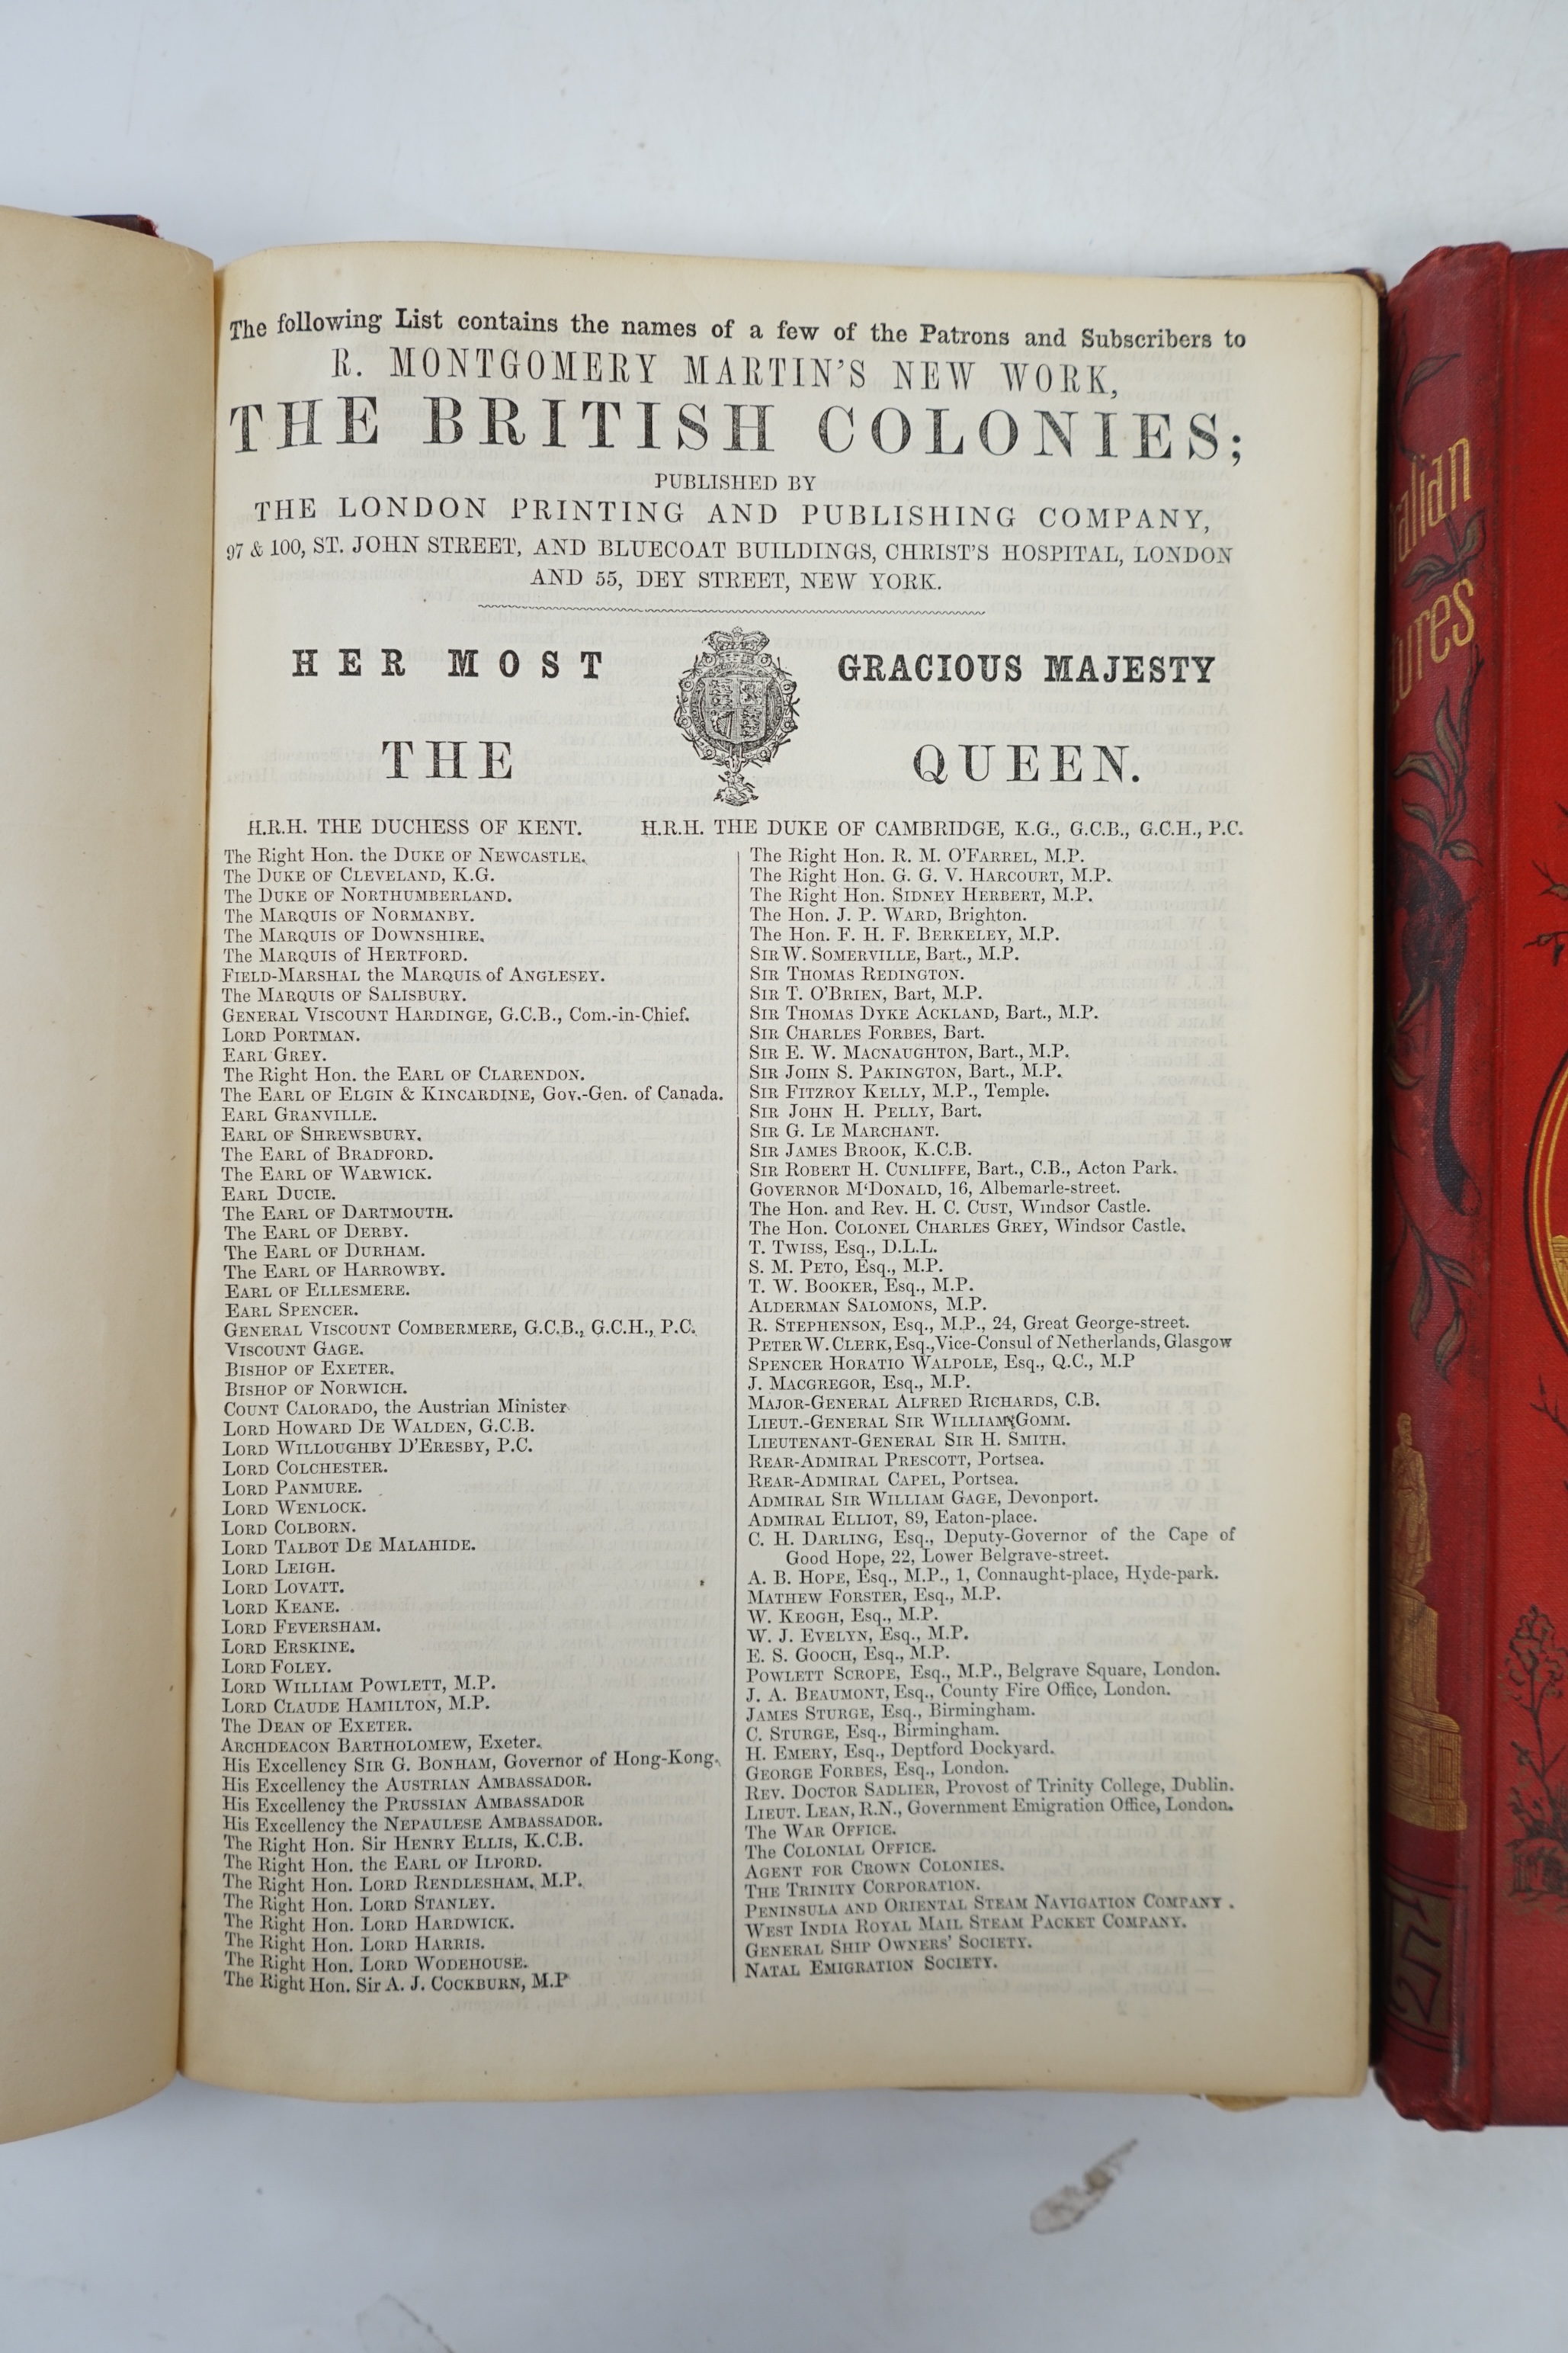 The following List contains the names of a few of the Patrons and Subscribers to
R. MONTGOMERY MARTIN'S NEW WORK,
THE BRITISH COLONIES;
PUBLISHED BY
THE LONDON PRINTING AND PUBLISHING COMPANY,
97 & 100, ST. JOHN STREET, AND BLUECOAT BUILDINGS, CHRIST'S HOSPITAL, LONDON
AND 55, DEY STREET, NEW YORK.
HER MOST GRACIOUS MAJESTY
THE QUEEN.
H.R.H. THE DUCHESS OF KENT. H.R.H. THE DUKE OF CAMBRIDGE, K.G., G.C.B., G.C.H., P.C.
The Right Hon. the DUKE OF NEWCASTLE.
The DUKE OF CLEVELAND, K.G.
The DUKE OF NORTHUMBERLAND.
The MARQUIS OF NORMANBY.
The MARQUIS OF DOWNSHIRE.
The MARQUIS of HERTFORD.
FIELD-MARSHAL the MARQUIS of ANGLESEY.
The MARQUIS OF SALISBURY.
GENERAL VISCOUNT HARDINGE, G.C.B., Com.-in-Chief.
LORD PORTMAN.
EARL GREY.
The Right Hon. the EARL OF CLARENDON.
The EARL OF ELGIN & KINCARDINE, Gov.-Gen. of Canada.
EARL GRANVILLE.
EARL OF SHREWSBURY.
The EARL of BRADFORD.
The EARL OF WARWICK.
EARL DUCIE.
The EARL OF DARTMOUTH.
The EARL OF DERBY.
The EARL OF DURHAM.
The EARL OF HARROWBY.
EARL OF ELLESMERE.
EARL SPENCER.
GENERAL VISCOUNT COMBERMERE, G.C.B., G.C.H., P.C.
VISCOUNT GAGE.
BISHOP OF EXETER.
BISHOP OF NORWICH.
COUNT CALORADO, the Austrian Minister
LORD HOWARD DE WALDEN, G.C.B.
LORD WILLOUGHBY D'ERESBY, P.C.
LORD COLCHESTER.
LORD PANMURE.
LORD WENLOCK.
LORD COLBORN.
LORD TALBOT DE MALAHIDE.
LORD LEIGH.
LORD LOVATT.
LORD KEANE.
LORD FEVERSHAM.
LORD ERSKINE.
LORD FOLEY.
LORD WILLIAM POWLETT, M.P.
LORD CLAUDE HAMILTON, M.P.
The DEAN OF EXETER.
ARCHDEACON BARTHOLOMEW, Exeter.
His Excellency SIR G. BONHAM, Governor of Hong-Kong.
His Excellency the AUSTRIAN AMBASSADOR.
His Excellency the PRUSSIAN AMBASSADOR
His Excellency the NEPAULESE AMBASSADOR.
The Right Hon. Sir HENRY ELLIS, K.C.B.
The Right Hon. the EARL OF ILFORD.
The Right Hon. LORD RENDLESHAM, M.P.
The Right Hon. LORD STANLEY.
The Right Hon. LORD HARDWICK.
The Right Hon. LORD HARRIS.
The Right Hon. LORD WODEHOUSE.
The Right Hon. Sir A. J. COCKBURN, M.P
The Right Hon. R. M. O'FARREL, M.P.
The Right Hon. G. G. V. HARCOURT, M.P.
The Right Hon. SIDNEY HERBERT, M.P.
The Hon. J. P. WARD, Brighton.
The Hon. F. H. F. BERKELEY, M.P.
SIR W. SOMERVILLE, Bart., M.P.
SIR THOMAS REDINGTON.
SIR T. O'BRIEN, Bart, M.P.
SIR THOMAS DYKE ACKLAND, Bart., M.P.
SIR CHARLES FORBES, Bart.
SIR E. W. MACNAUGHTON, Bart., M.P.
SIR JOHN S. PAKINGTON, Bart., M.P.
SIR FITZROY KELLY, M.P., Temple.
SIR JOHN H. PELLY, Bart.
SIR G. LE MARCHANT.
SIR JAMES BROOK, K.C.B.
SIR ROBERT H. CUNLIFFE, Bart., C.B., Acton Park.
GOVERNOR M'DONALD, 16, Albemarle-street.
The Hon. and Rev. H. C. CUST, Windsor Castle.
The Hon. COLONEL CHARLES GREY, Windsor Castle.
T. TWISS, Esq., D.L.L.
S. M. PETO, Esq., M.P.
T. W. BOOKER, Esq., M.P.
ALDERMAN SALOMONS, M.P.
R. STEPHENSON, Esq., M.P., 24, Great George-street.
PETER W. CLERK, Esq., Vice-Consul of Netherlands, Glasgow
SPENCER HORATIO WALPOLE, Esq., Q.C., M.P
J. MACGREGOR, Esq., M.P.
MAJOR-GENERAL ALFRED RICHARDS, C.B.
LIEUT.-GENERAL SIR WILLIAM GOMM.
LIEUTENANT-GENERAL SIR H. SMITH.
REAR-ADMIRAL PRESCOTT, Portsea.
REAR-ADMIRAL CAPEL, Portsea.
ADMIRAL SIR WILLIAM GAGE, Devonport.
ADMIRAL ELLIOT, 89, Eaton-place.
C. H. DARLING, Esq., Deputy-Governor of the Cape of
Good Hope, 22, Lower Belgrave-street.
A. B. HOPE, Esq., M.P., 1, Connaught-place, Hyde-park.
MATHEW FORSTER, Esq., M.P.
W. KEOGH, Esq., M.P.
W. J. EVELYN, Esq., M.P.
E. S. GOOCH, Esq., M.P.
POWLETT SCROPE, Esq., M.P., Belgrave Square, London.
J. A. BEAUMONT, Esq., County Fire Office, London.
JAMES STURGE, Esq., Birmingham.
C. STURGE, Esq., Birmingham.
H. EMERY, Esq., Deptford Dockyard.
GEORGE FORBES, Esq., London.
REV. DOCTOR SADLIER, Provost of Trinity College, Dublin.
LIEUT. LEAN, R.N., Government Emigration Office, London.
The WAR OFFICE.
The COLONIAL OFFICE.
AGENT FOR CROWN COLONIES.
THE TRINITY CORPORATION.
PENINSULA AND ORIENTAL STEAM NAVIGATION COMPANY.
WEST INDIA ROYAL MAIL STEAM PACKET COMPANY.
GENERAL SHIP OWNERS' SOCIETY.
NATAL EMIGRATION SOCIETY.